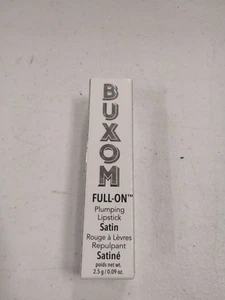 BUXOM
FULL-ON™
Plumping
Lipstick
Satin
Rouge à Lèvres
Repulpant
Satiné
poids net wt.
2.5 g / 0.09 oz.